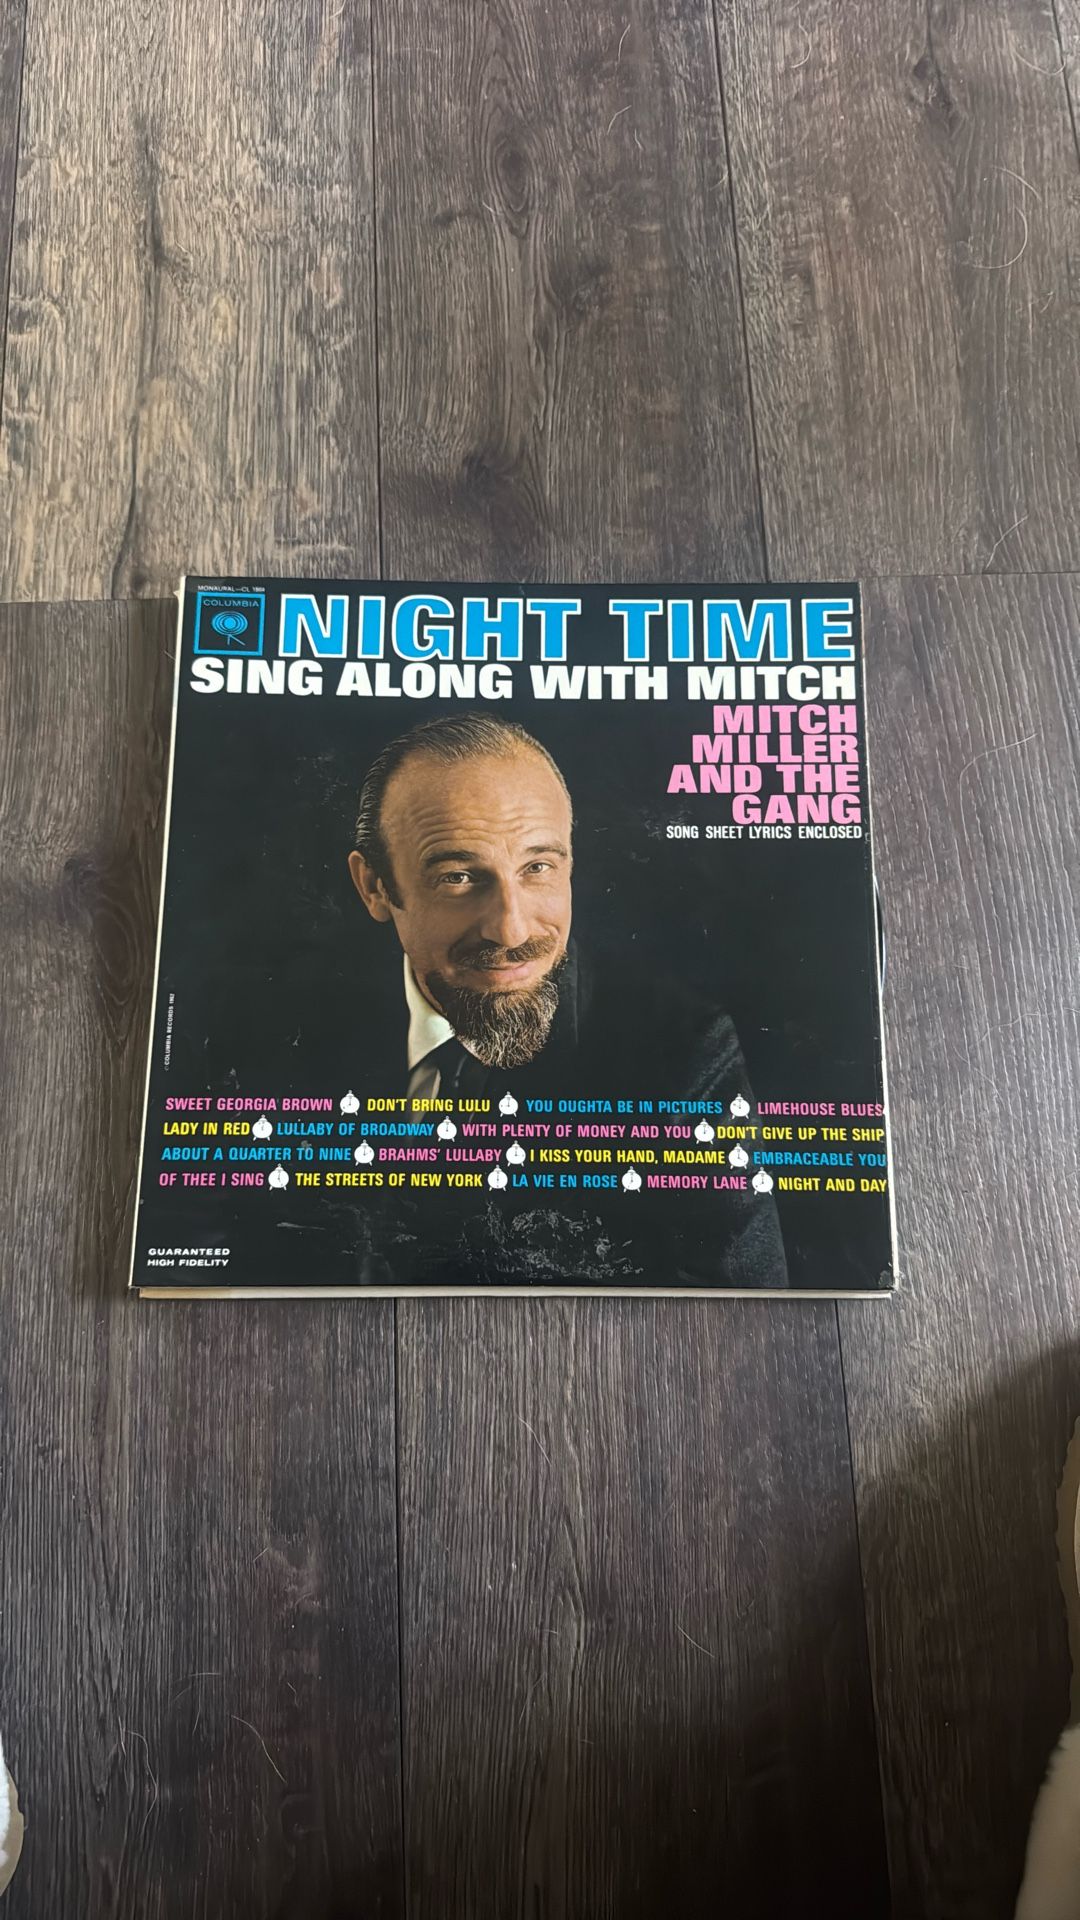 MONAURAL—CL 1864
COLUMBIA
NIGHT TIME
SING ALONG WITH MITCH
MITCH
MILLER
AND THE
GANG
SONG SHEET LYRICS ENCLOSED
© COLUMBIA RECORDS 1962
SWEET GEORGIA BROWN DON'T BRING LULU YOU OUGHTA BE IN PICTURES LIMEHOUSE BLUES
LADY IN RED LULLABY OF BROADWAY WITH PLENTY OF MONEY AND YOU DON'T GIVE UP THE SHIP
ABOUT A QUARTER TO NINE BRAHMS' LULLABY I KISS YOUR HAND, MADAME EMBRACEABLE YOU
OF THEE I SING THE STREETS OF NEW YORK LA VIE EN ROSE MEMORY LANE NIGHT AND DAY
GUARANTEED
HIGH FIDELITY